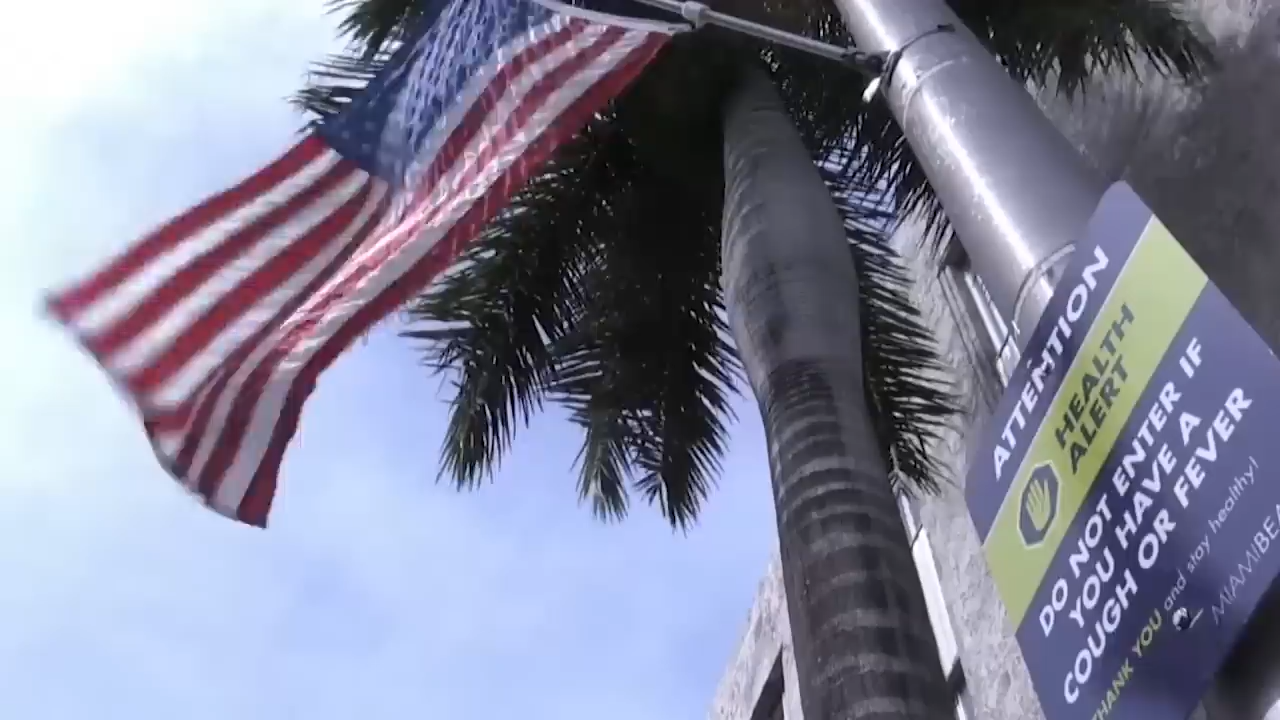 ATTENTION
HEALTH
ALERT
DO NOT ENTER IF
YOU HAVE A
COUGH OR FEVER
THANK YOU and stay healthy!
MIAMIBEA